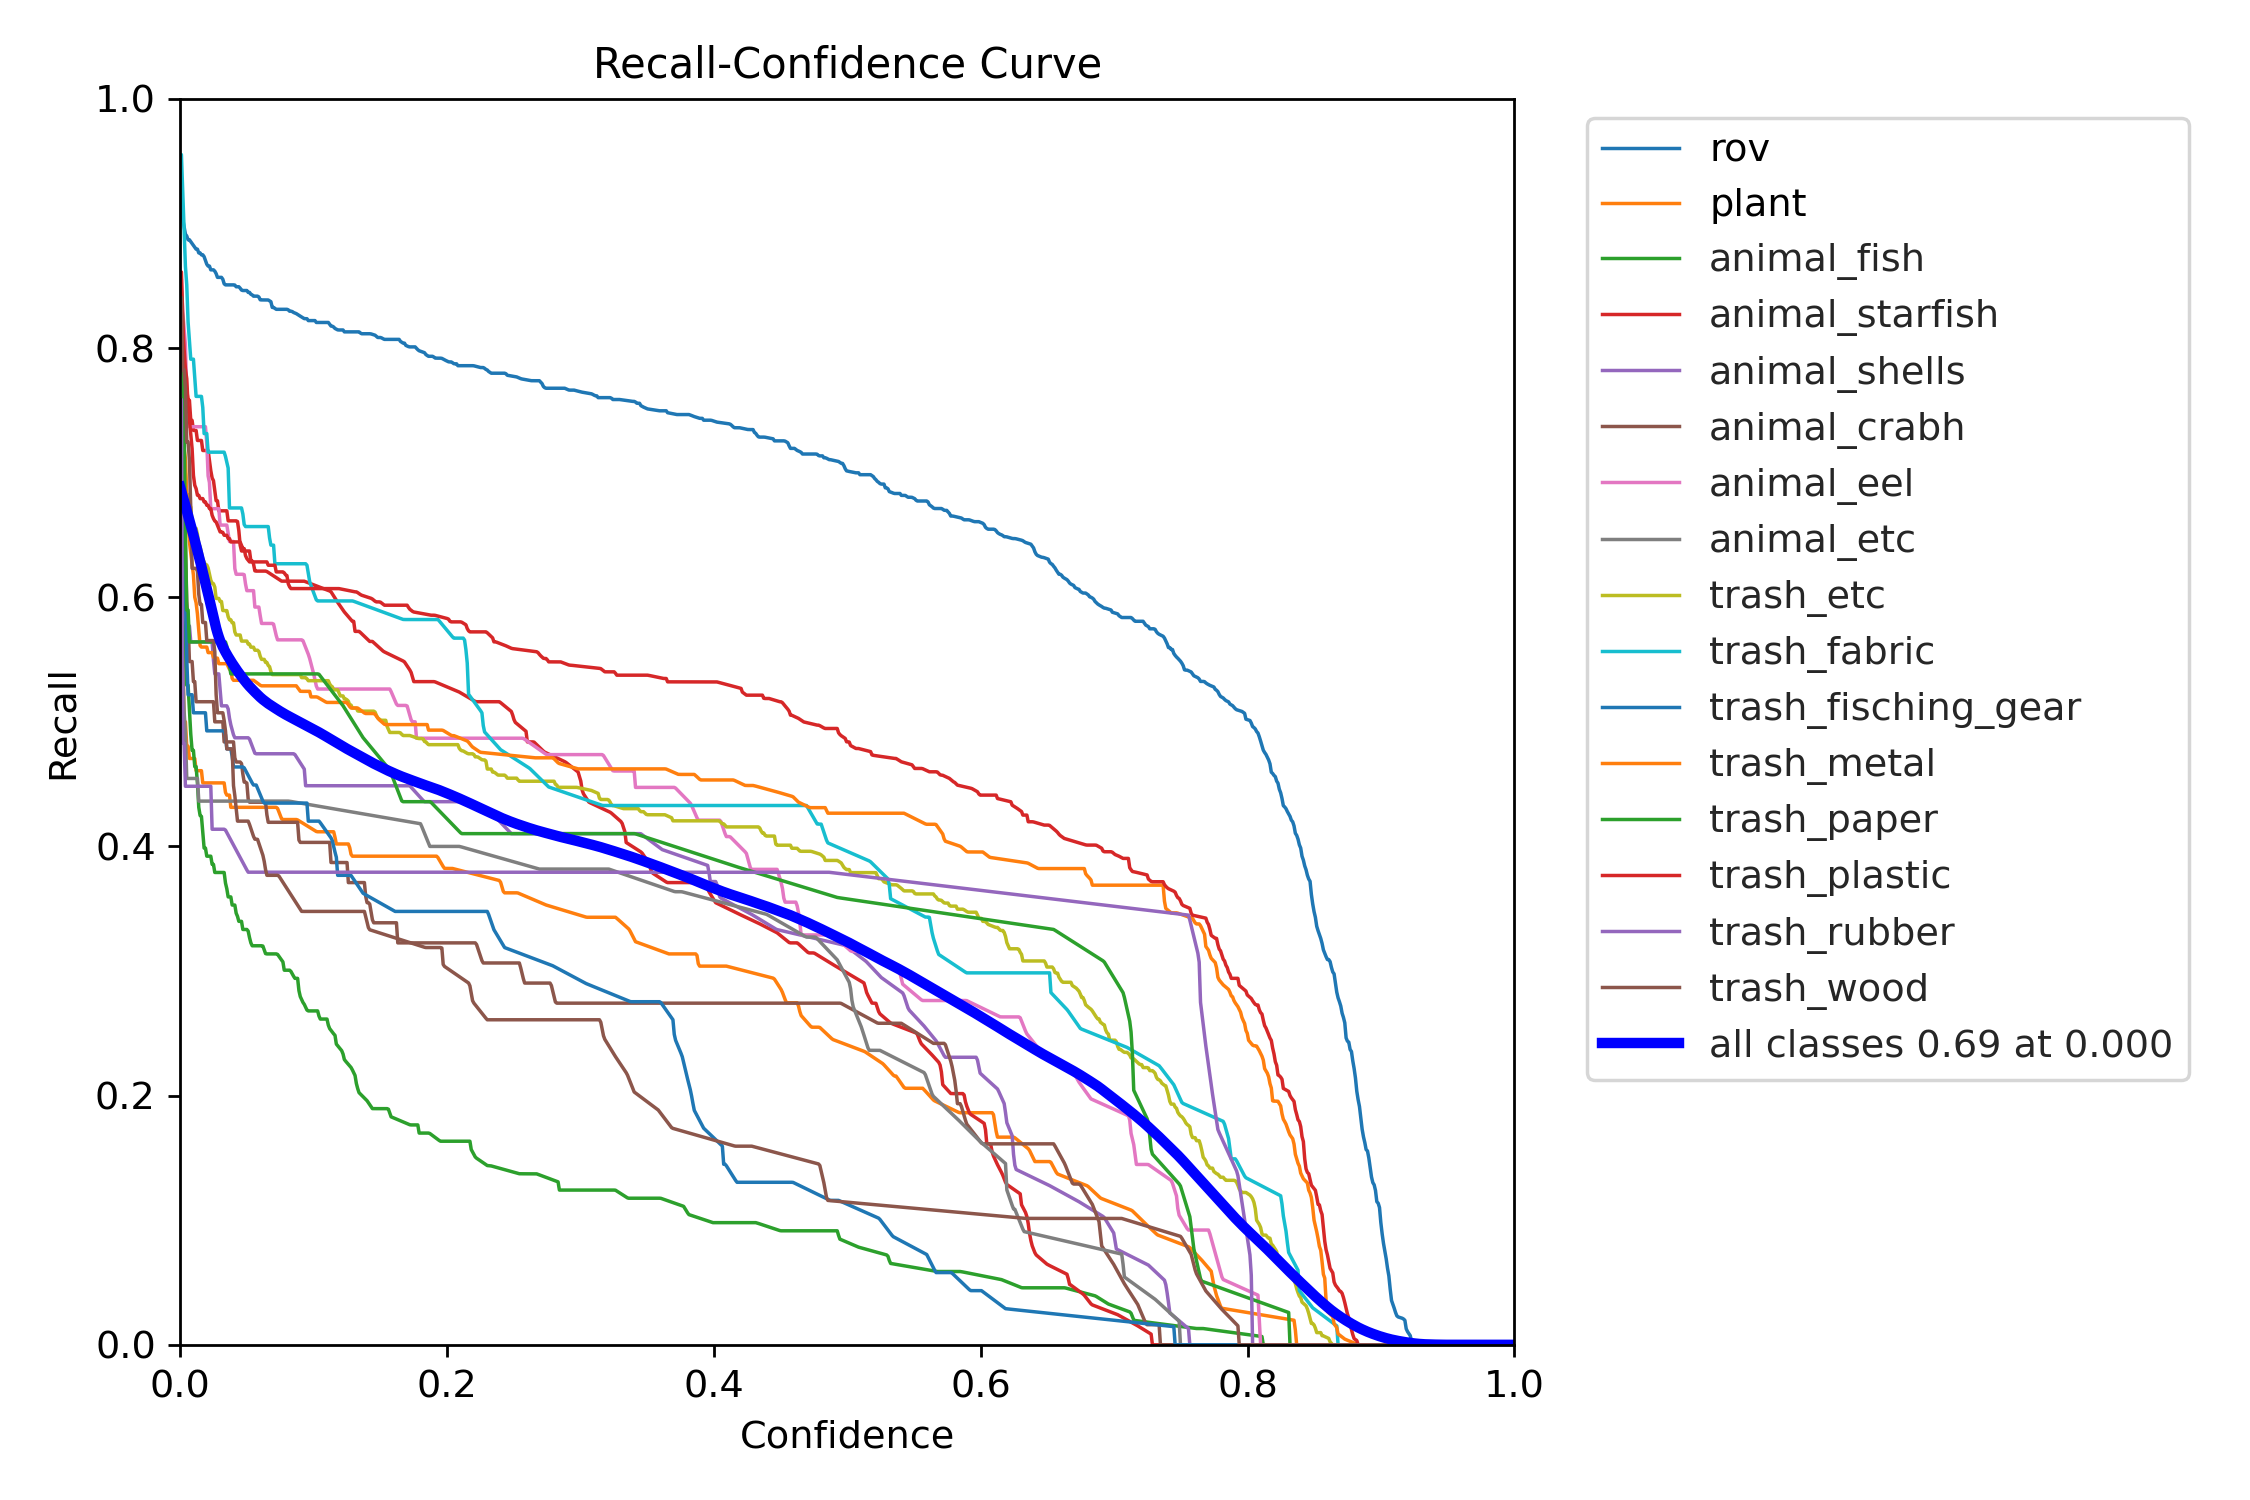 Recall-Confidence Curve
1.0
0.8
0.6
0.4
0.2
0.0
Recall
0.0 0.2 0.4 0.6 0.8 1.0
Confidence
rov
plant
animal_fish
animal_starfish
animal_shells
animal_crabh
animal_eel
animal_etc
trash_etc
trash_fabric
trash_fisching_gear
trash_metal
trash_paper
trash_plastic
trash_rubber
trash_wood
all classes 0.69 at 0.000